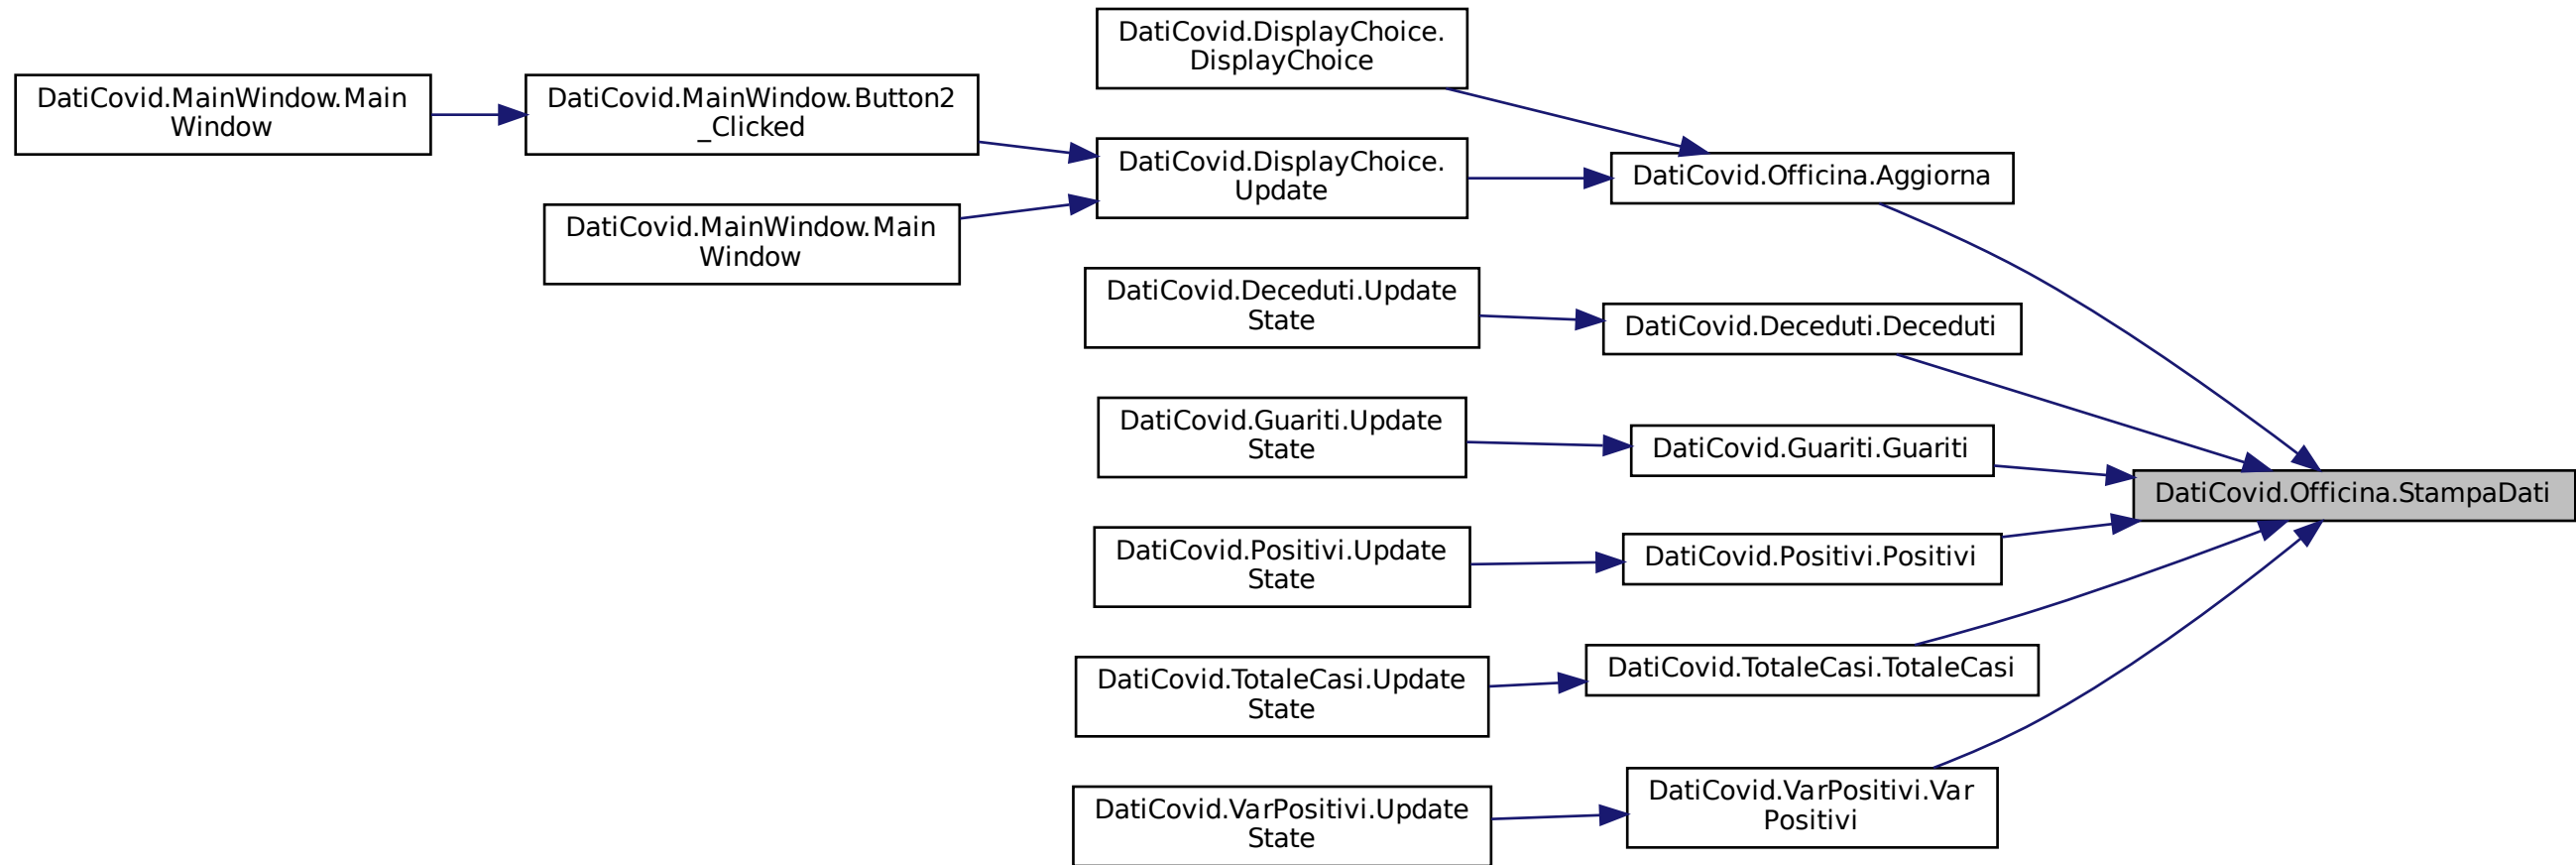 DatiCovid.MainWindow.Main
Window
DatiCovid.MainWindow.Button2
_Clicked
DatiCovid.MainWindow.Main
Window
DatiCovid.DisplayChoice.
DisplayChoice
DatiCovid.DisplayChoice.
Update
DatiCovid.Officina.Aggiorna
DatiCovid.Deceduti.Update
State
DatiCovid.Deceduti.Deceduti
DatiCovid.Guariti.Update
State
DatiCovid.Guariti.Guariti
DatiCovid.Officina.StampaDati
DatiCovid.Positivi.Update
State
DatiCovid.Positivi.Positivi
DatiCovid.TotaleCasi.Update
State
DatiCovid.TotaleCasi.TotaleCasi
DatiCovid.VarPositivi.Update
State
DatiCovid.VarPositivi.Var
Positivi